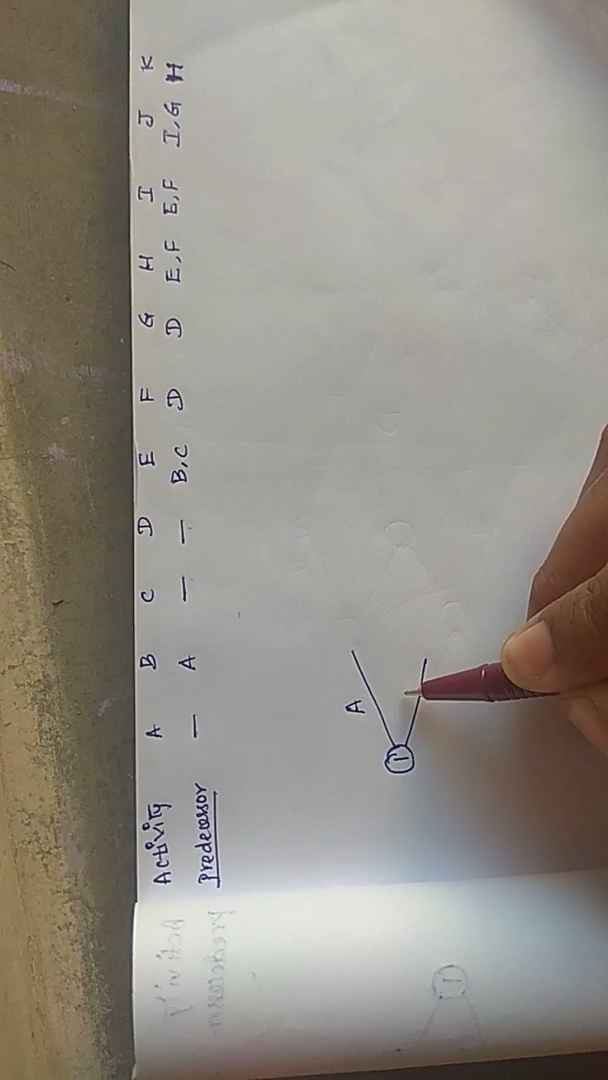 Activity A B C D E F G H I J K
Predecessor — A — — B,C D D E,F E,F I,G H
A
1